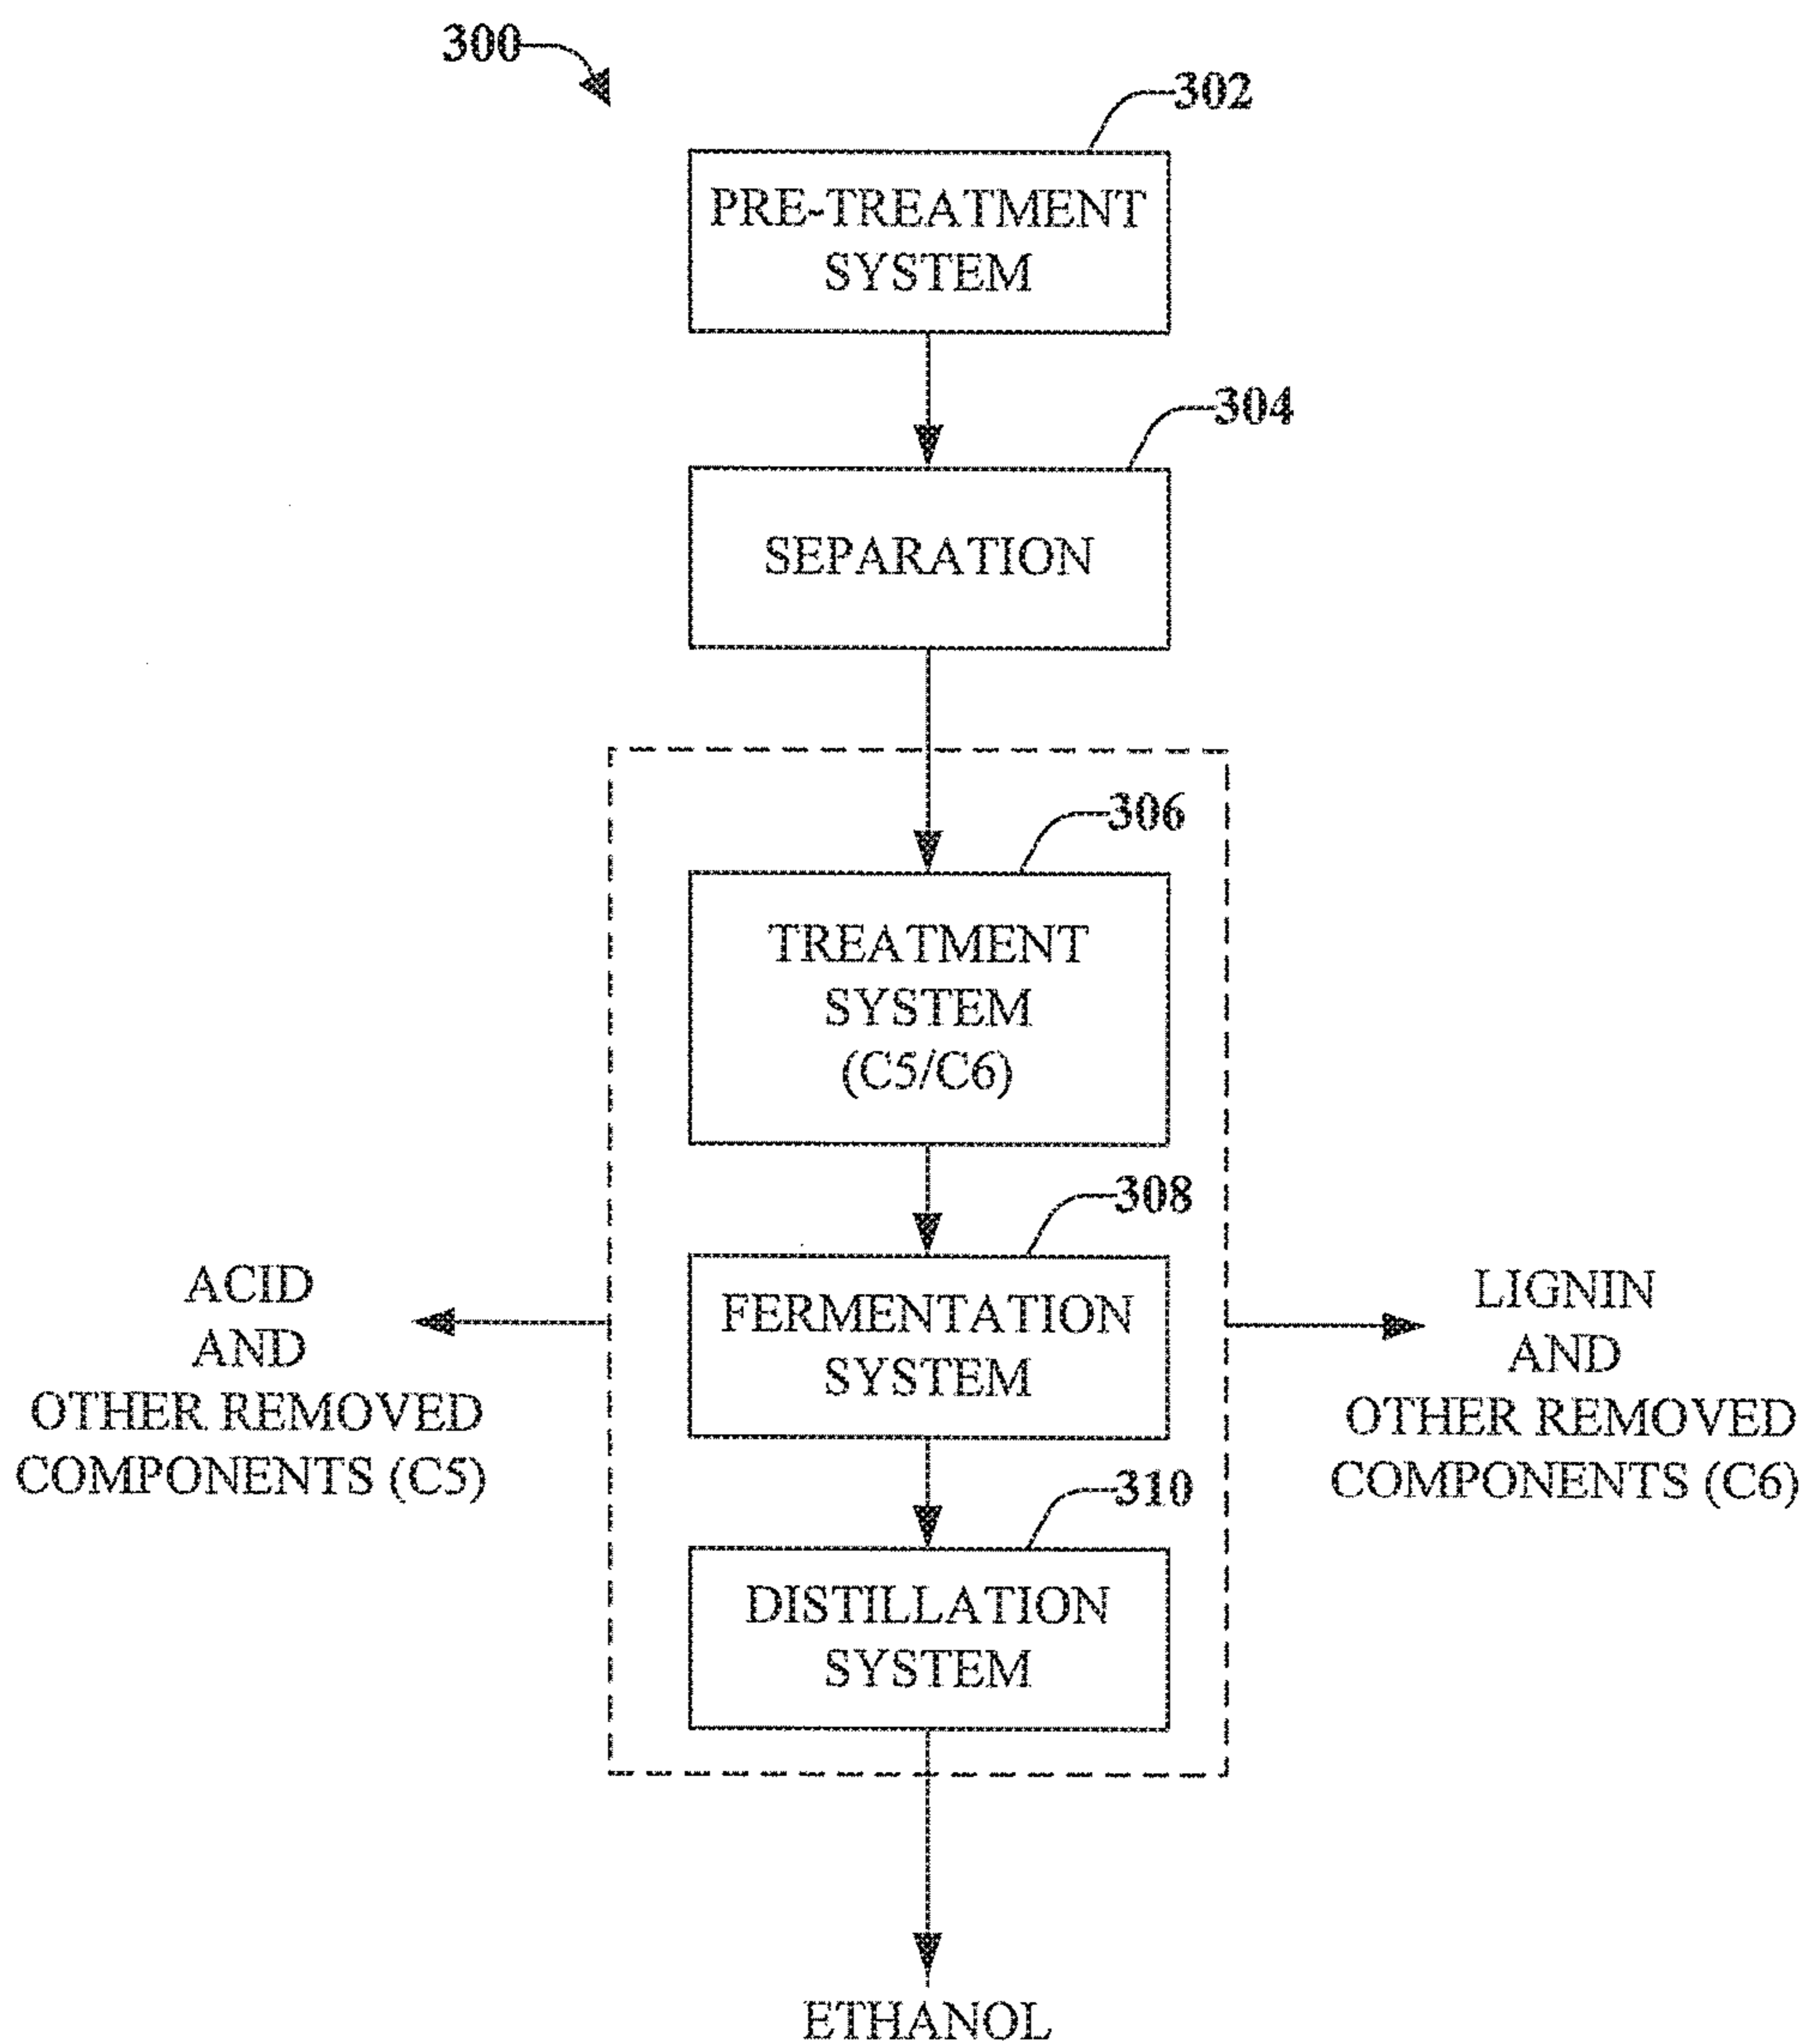 300
302
PRE-TREATMENT
SYSTEM
304
SEPARATION
306
TREATMENT
SYSTEM
(C5/C6)
308
FERMENTATION
SYSTEM
ACID
AND
OTHER REMOVED
COMPONENTS (C5)
LIGNIN
AND
OTHER REMOVED
COMPONENTS (C6)
310
DISTILLATION
SYSTEM
ETHANOL